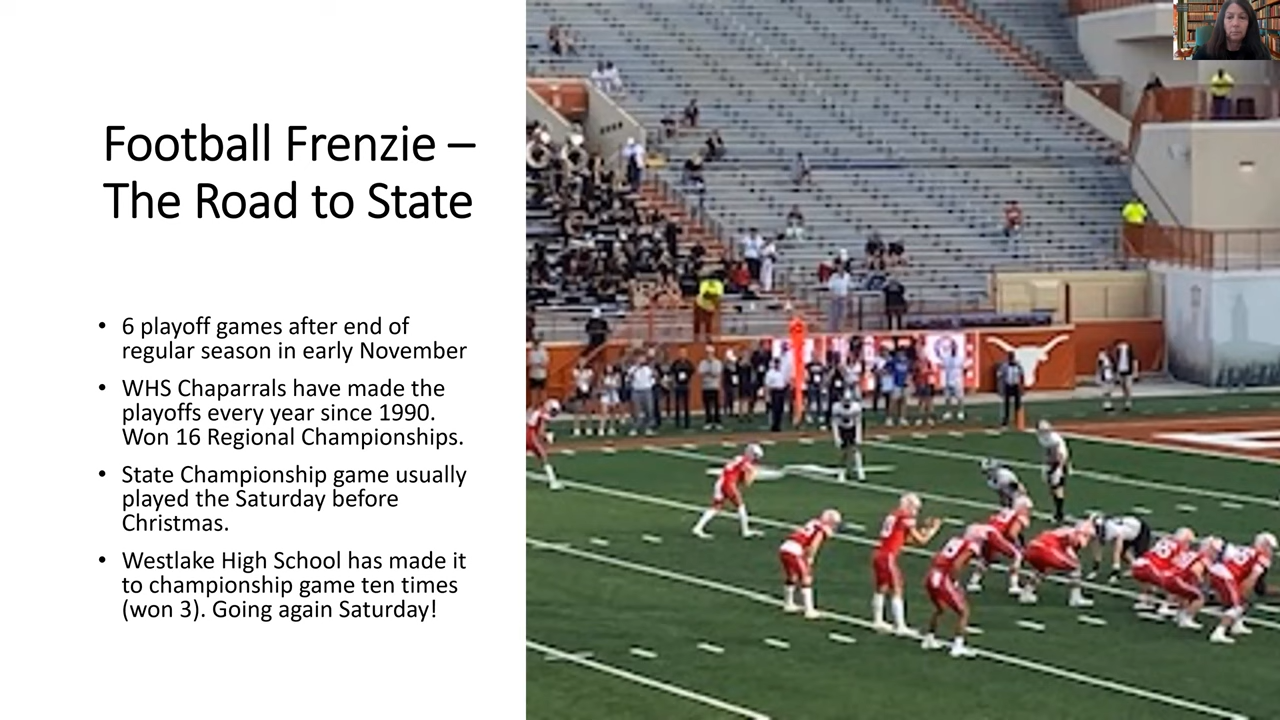 Football Frenzie –
The Road to State
• 6 playoff games after end of
regular season in early November
• WHS Chaparrals have made the
playoffs every year since 1990.
Won 16 Regional Championships.
• State Championship game usually
played the Saturday before
Christmas.
• Westlake High School has made it
to championship game ten times
(won 3). Going again Saturday!